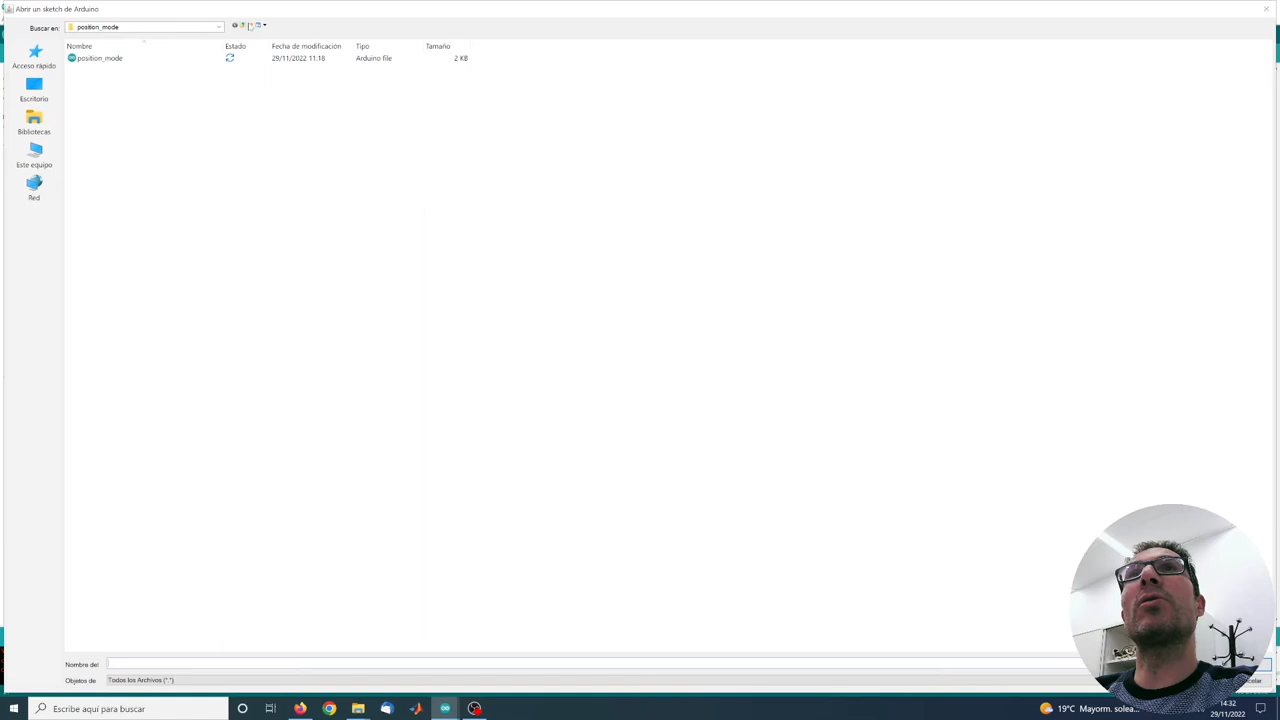 Abrir un sketch de Arduino
Buscar en:
position_mode
Nombre
Estado
Fecha de modificación
Tipo
Tamaño
position_mode
29/11/2022 11:18
Arduino file
2 KB
Acceso rápido
Escritorio
Bibliotecas
Este equipo
Red
Nombre del
Objetos de
Todos los Archivos (*.*)
Escribe aquí para buscar
19°C Mayorm. solea...
14:32
29/11/2022